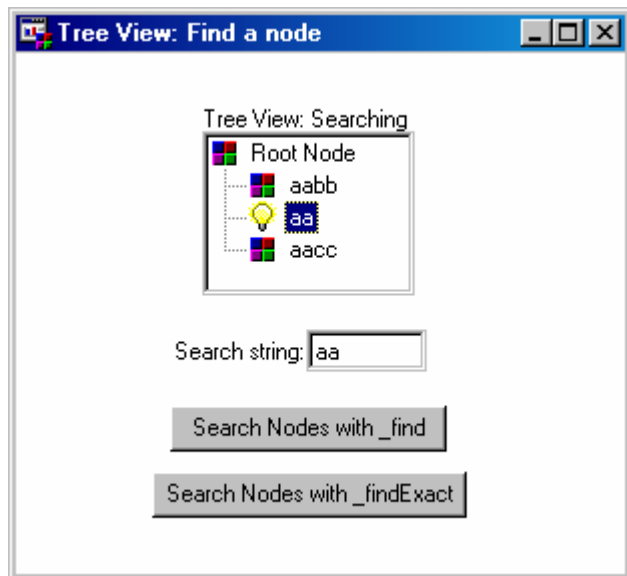 Tree View: Find a node
Tree View: Searching
Root Node
aabb
aa
aacc
Search string: aa
Search Nodes with _find
Search Nodes with _findExact